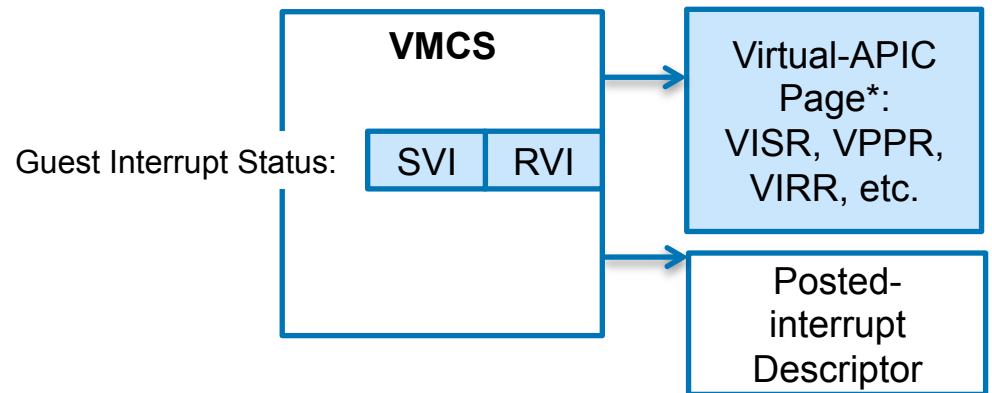 VMCS
Guest Interrupt Status:
SVI
RVI
Virtual-APIC
Page*:
VISR, VPPR,
VIRR, etc.
Posted-
interrupt
Descriptor